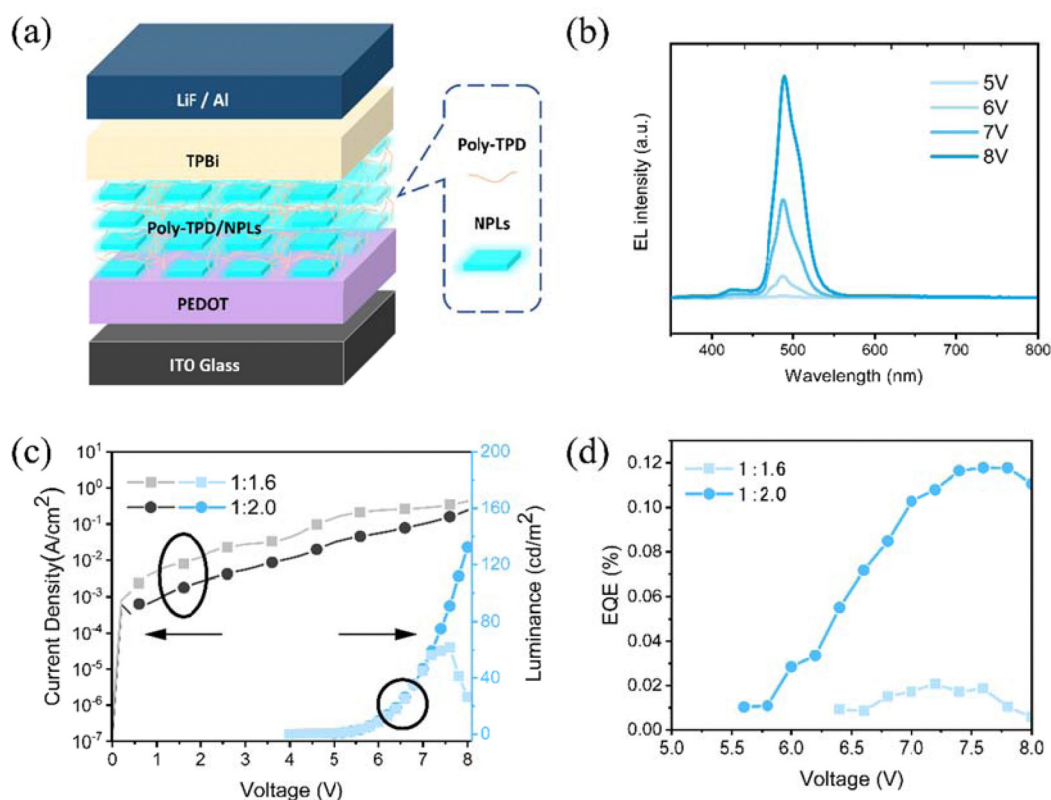 (a)
LiF / Al
TPBi
Poly-TPD/NPLs
PEDOT
ITO Glass
Poly-TPD
NPLs
(b)
EL intensity (a.u.)
5V
6V
7V
8V
400 500 600 700 800
Wavelength (nm)
(c)
Current Density(A/cm²)
10¹
10⁰
10⁻¹
10⁻²
10⁻³
10⁻⁴
10⁻⁵
10⁻⁶
10⁻⁷
1:1.6
1:2.0
200
160
120
80
40
0
Luminance (cd/m²)
0 1 2 3 4 5 6 7 8
Voltage (V)
(d)
EQE (%)
0.12
0.10
0.08
0.06
0.04
0.02
0.00
1:1.6
1:2.0
5.0 5.5 6.0 6.5 7.0 7.5 8.0
Voltage (V)